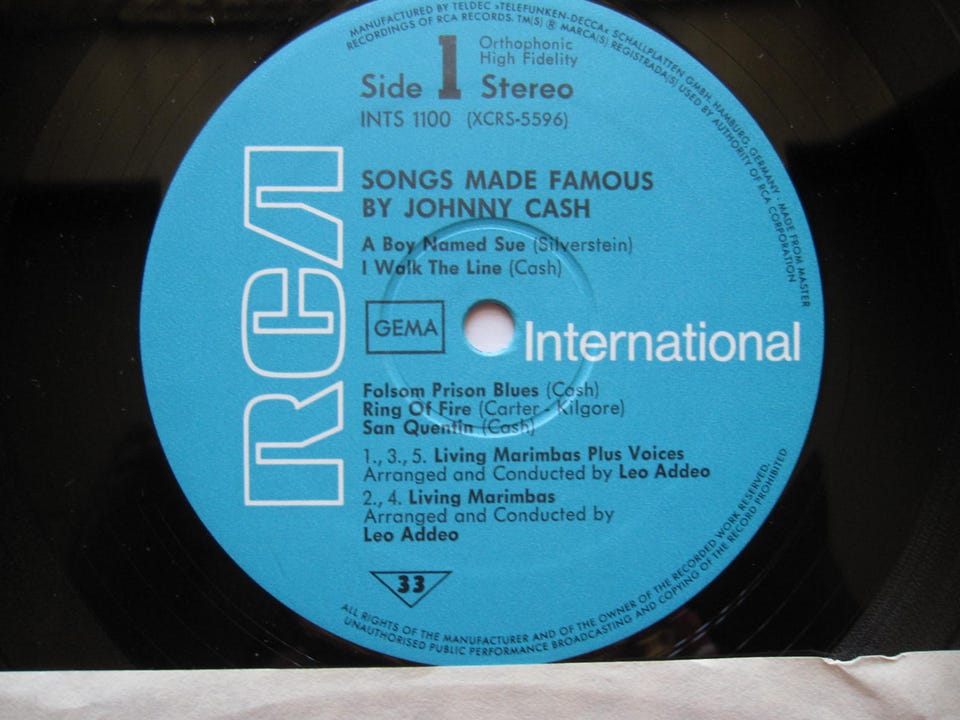 MANUFACTURED BY TELDEC »TELEFUNKEN-DECCA« SCHALLPLATTEN GMBH, HAMBURG, GERMANY - MADE FROM MASTER
RECORDINGS OF RCA RECORDS. TM(S) ® MARCA(S) REGISTRADA(S) USED BY AUTHORITY OF RCA CORPORATION
Side 1 Stereo
Orthophonic
High Fidelity
INTS 1100 (XCRS-5596)
RCA
SONGS MADE FAMOUS
BY JOHNNY CASH
A Boy Named Sue (Silverstein)
I Walk The Line (Cash)
GEMA
International
Folsom Prison Blues (Cash)
Ring Of Fire (Carter - Kilgore)
San Quentin (Cash)
1., 3., 5. Living Marimbas Plus Voices
Arranged and Conducted by Leo Addeo
2., 4. Living Marimbas
Arranged and Conducted by
Leo Addeo
33
ALL RIGHTS OF THE MANUFACTURER AND OF THE OWNER OF THE RECORDED WORK RESERVED.
UNAUTHORISED PUBLIC PERFORMANCE BROADCASTING AND COPYING OF THE RECORD PROHIBITED